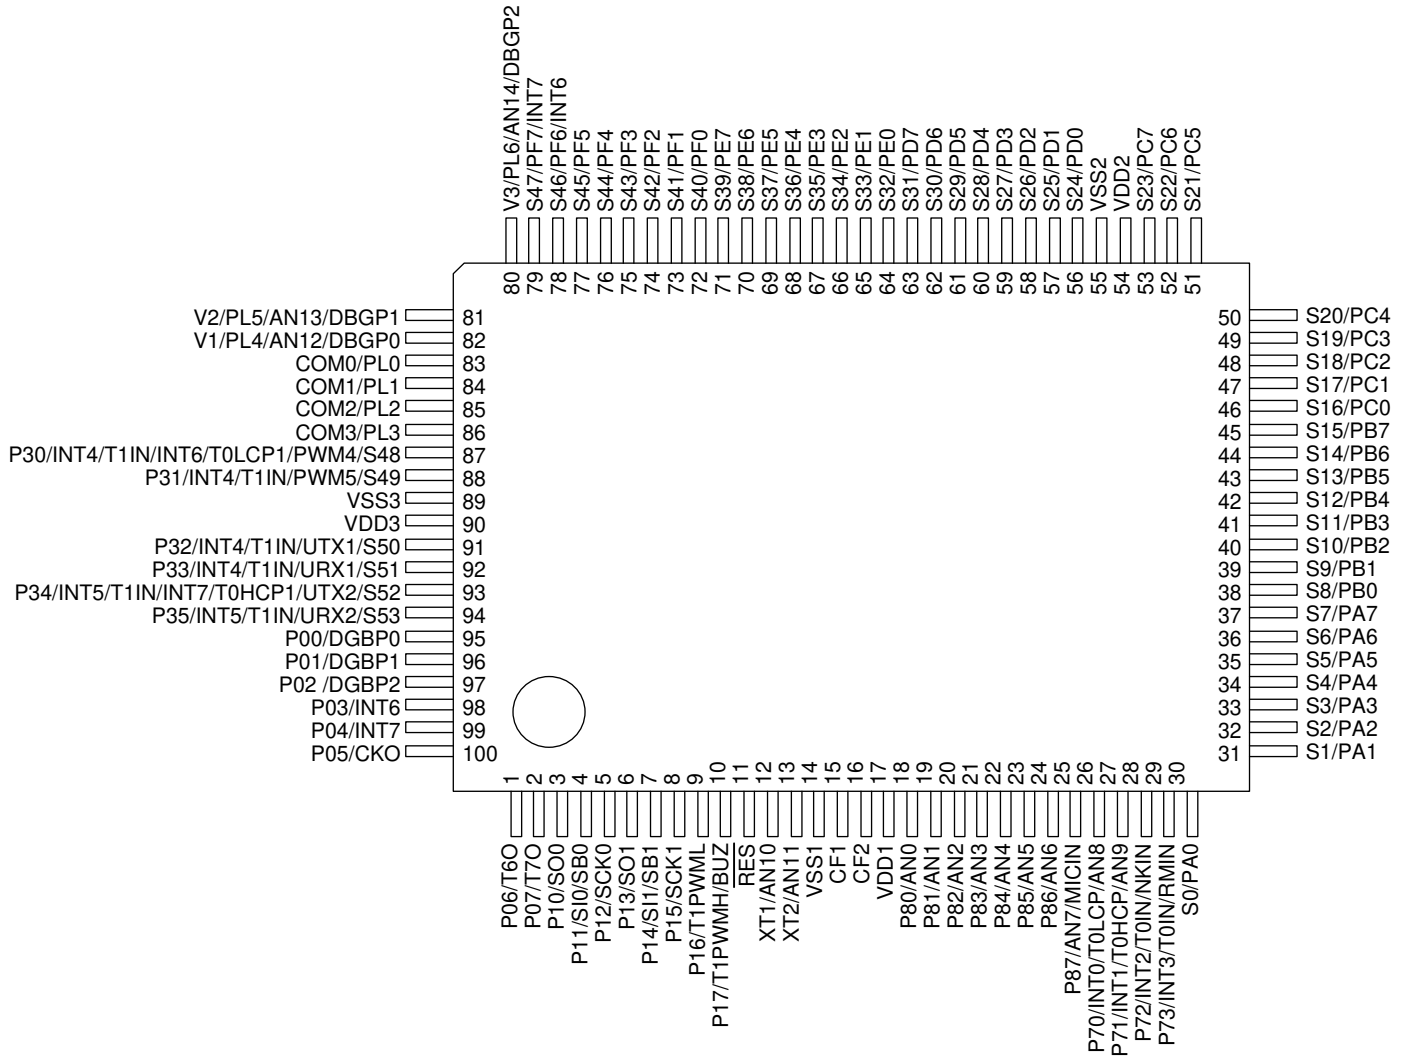 V3/PL6/AN14/DBGP2
S47/PF7/INT7
S46/PF6/INT6
S45/PF5
S44/PF4
S43/PF3
S42/PF2
S41/PF1
S40/PF0
S39/PE7
S38/PE6
S37/PE5
S36/PE4
S35/PE3
S34/PE2
S33/PE1
S32/PE0
S31/PD7
S30/PD6
S29/PD5
S28/PD4
S27/PD3
S26/PD2
S25/PD1
S24/PD0
VSS2
VDD2
S23/PC7
S22/PC6
S21/PC5
80
79
78
77
76
75
74
73
72
71
70
69
68
67
66
65
64
63
62
61
60
59
58
57
56
55
54
53
52
51
V2/PL5/AN13/DBGP1 81
V1/PL4/AN12/DBGP0 82
COM0/PL0 83
COM1/PL1 84
COM2/PL2 85
COM3/PL3 86
P30/INT4/T1IN/INT6/T0LCP1/PWM4/S48 87
P31/INT4/T1IN/PWM5/S49 88
VSS3 89
VDD3 90
P32/INT4/T1IN/UTX1/S50 91
P33/INT4/T1IN/URX1/S51 92
P34/INT5/T1IN/INT7/T0HCP1/UTX2/S52 93
P35/INT5/T1IN/URX2/S53 94
P00/DGBP0 95
P01/DGBP1 96
P02 /DGBP2 97
P03/INT6 98
P04/INT7 99
P05/CKO 100
50 S20/PC4
49 S19/PC3
48 S18/PC2
47 S17/PC1
46 S16/PC0
45 S15/PB7
44 S14/PB6
43 S13/PB5
42 S12/PB4
41 S11/PB3
40 S10/PB2
39 S9/PB1
38 S8/PB0
37 S7/PA7
36 S6/PA6
35 S5/PA5
34 S4/PA4
33 S3/PA3
32 S2/PA2
31 S1/PA1
1
2
3
4
5
6
7
8
9
10
11
12
13
14
15
16
17
18
19
20
21
22
23
24
25
26
27
28
29
30
P06/T6O
P07/T7O
P10/SO0
P11/SI0/SB0
P12/SCK0
P13/SO1
P14/SI1/SB1
P15/SCK1
P16/T1PWML
P17/T1PWMH/BUZ
RES
XT1/AN10
XT2/AN11
VSS1
CF1
CF2
VDD1
P80/AN0
P81/AN1
P82/AN2
P83/AN3
P84/AN4
P85/AN5
P86/AN6
P87/AN7/MICIN
P70/INT0/T0LCP/AN8
P71/INT1/T0HCP/AN9
P72/INT2/T0IN/NKIN
P73/INT3/T0IN/RMIN
S0/PA0